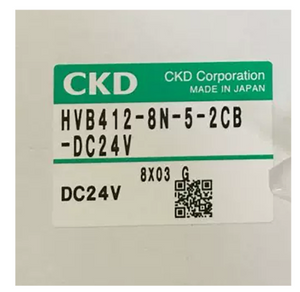 CKD
CKD Corporation
MADE IN JAPAN
HVB412-8N-5-2CB
-DC24V
8X03 G
DC24V